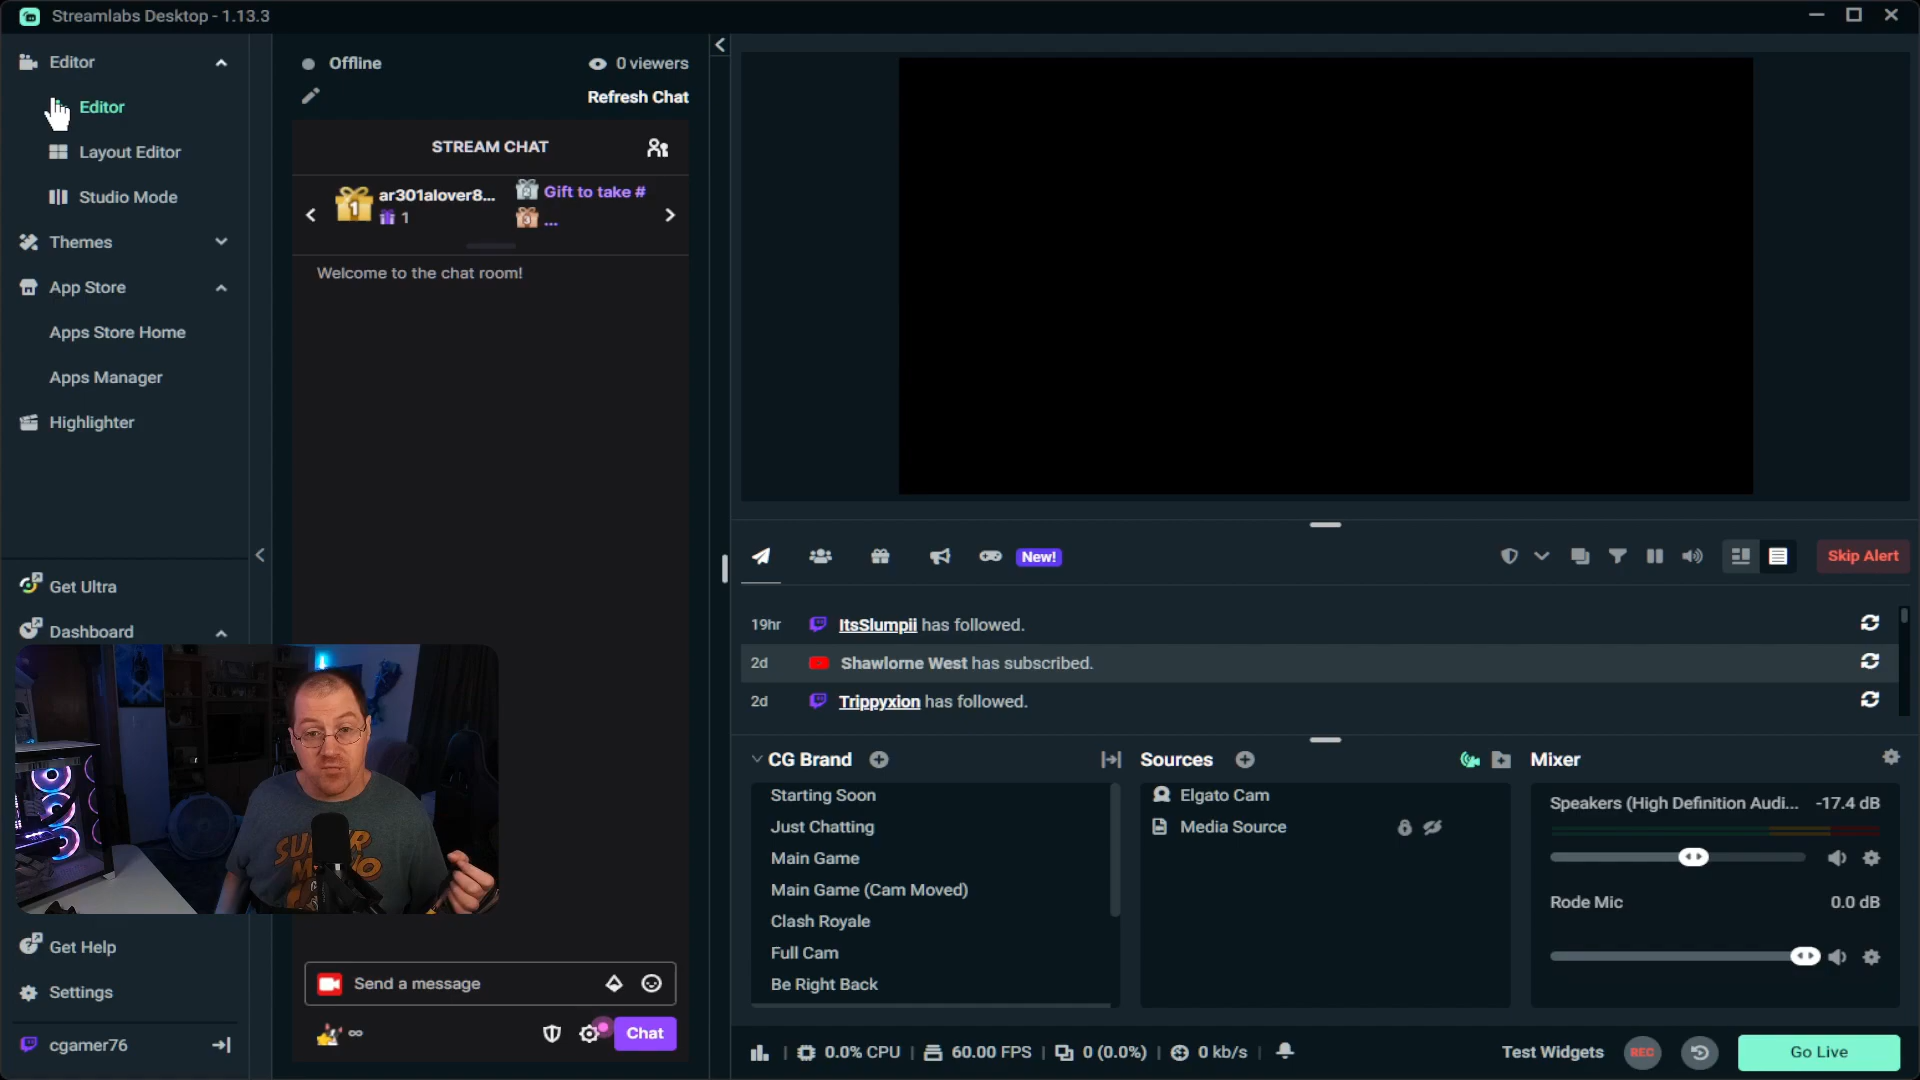 Streamlabs Desktop - 1.13.3
Editor
Editor
Layout Editor
Studio Mode
Themes
App Store
Apps Store Home
Apps Manager
Highlighter
Get Ultra
Dashboard
Get Help
Settings
cgamer76
Offline
0 viewers
Refresh Chat
STREAM CHAT
1
ar301alover8...
1
2
Gift to take #
3
...
Welcome to the chat room!
Send a message
∞
Chat
New!
Skip Alert
19hr ItsSlumpii has followed.
2d Shawlorne West has subscribed.
2d Trippyxion has followed.
CG Brand
Starting Soon
Just Chatting
Main Game
Main Game (Cam Moved)
Clash Royale
Full Cam
Be Right Back
Sources
Elgato Cam
Media Source
Mixer
Speakers (High Definition Audi... -17.4 dB
Rode Mic 0.0 dB
0.0% CPU
60.00 FPS
0 (0.0%)
0 kb/s
Test Widgets
REC
Go Live
SUPER
MARIO